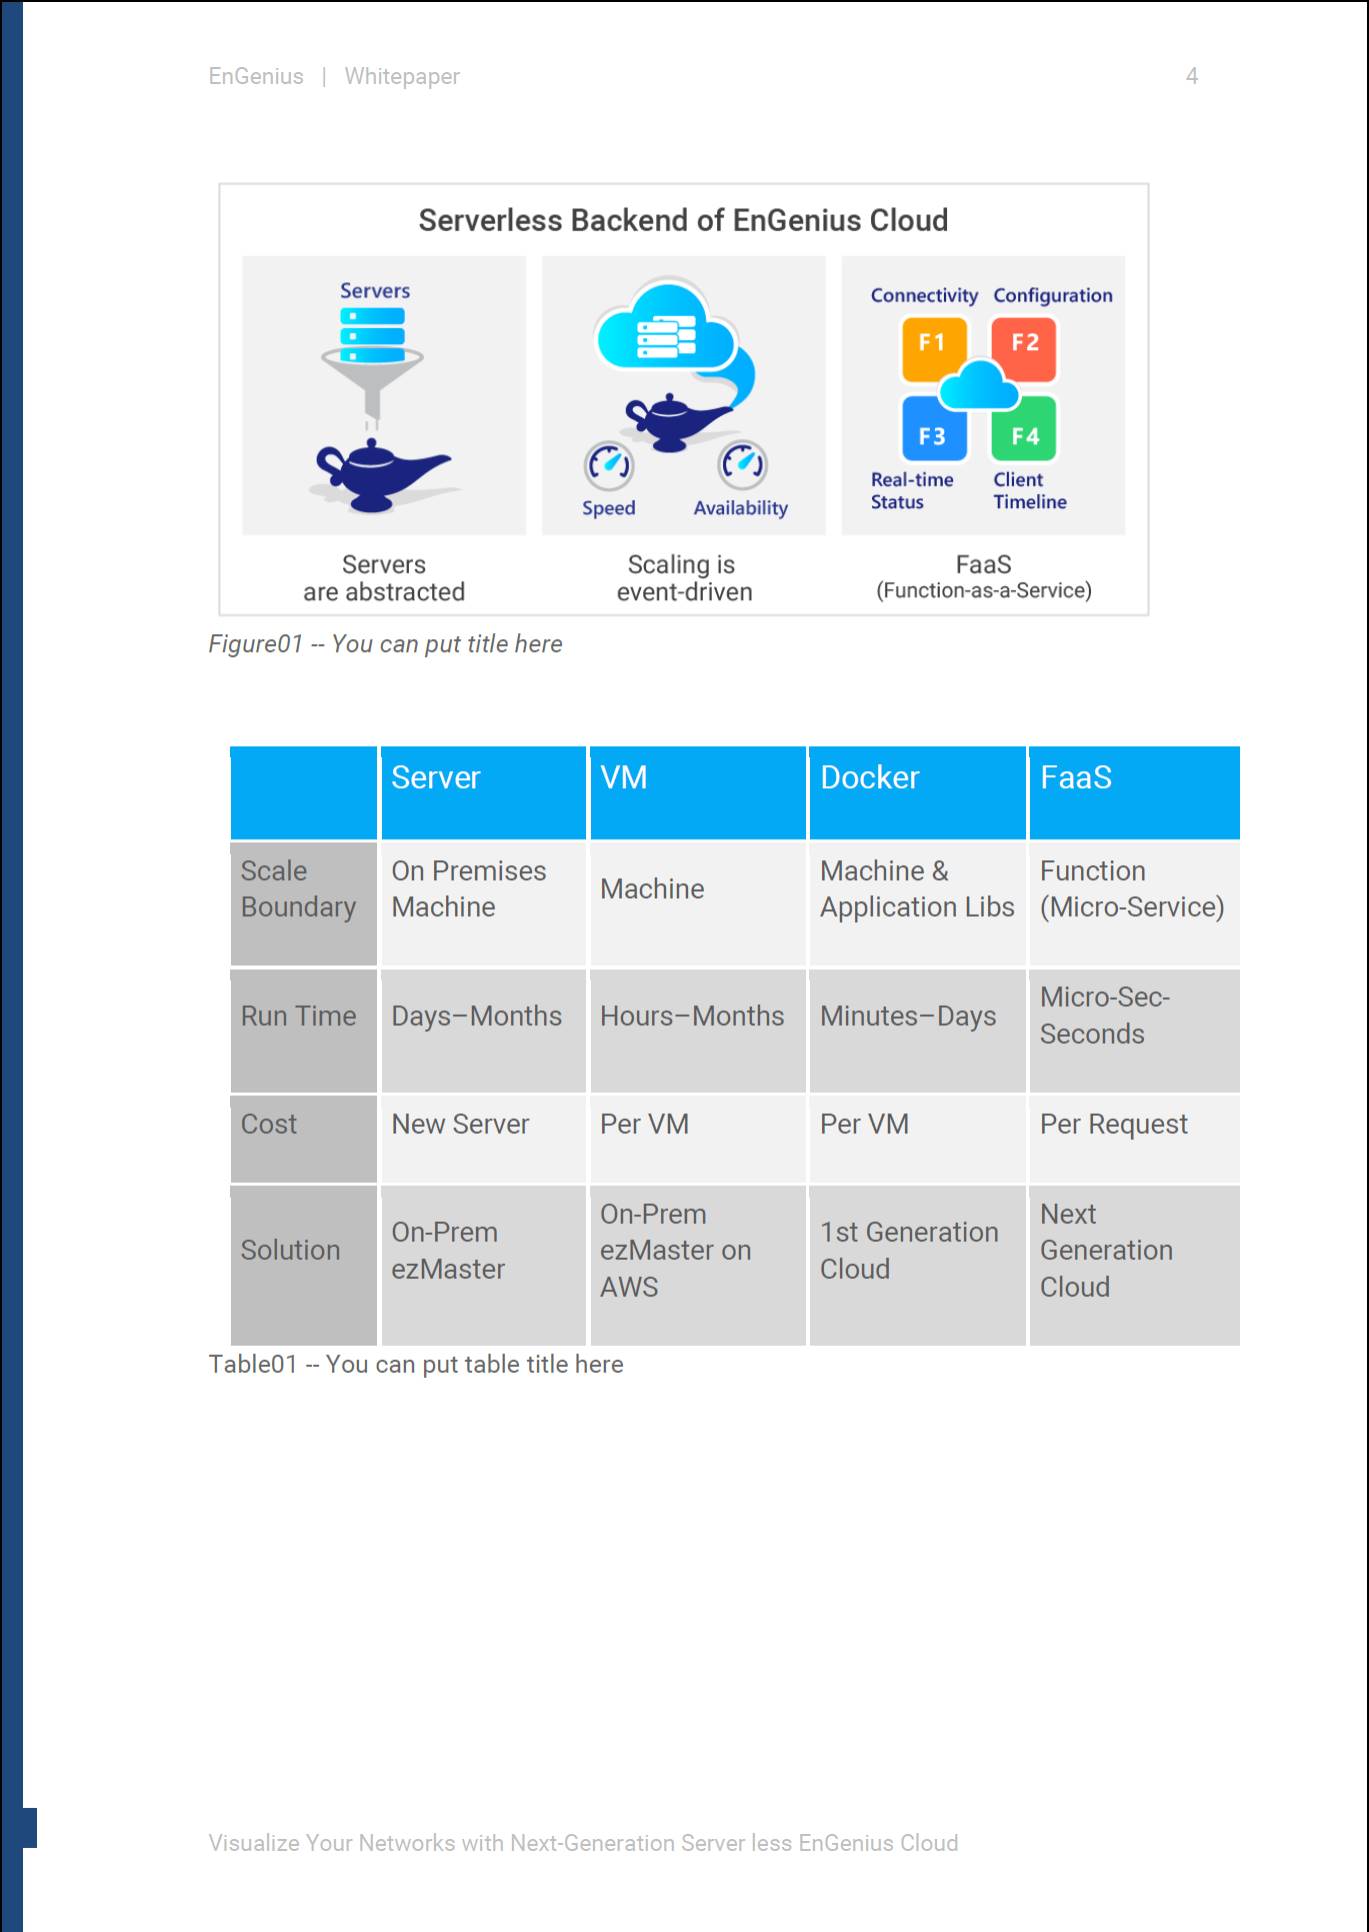 EnGenius | Whitepaper 4
Serverless Backend of EnGenius Cloud
Servers
Servers
are abstracted
Speed Availability
Scaling is
event-driven
Connectivity Configuration
F1 F2
F3 F4
Real-time Client
Status Timeline
FaaS
(Function-as-a-Service)
Figure01 -- You can put title here
Server VM Docker FaaS
Scale
Boundary
On Premises
Machine
Machine
Machine &
Application Libs
Function
(Micro-Service)
Run Time
Days–Months
Hours–Months
Minutes–Days
Micro-Sec-
Seconds
Cost
New Server
Per VM
Per VM
Per Request
Solution
On-Prem
ezMaster
On-Prem
ezMaster on
AWS
1st Generation
Cloud
Next
Generation
Cloud
Table01 -- You can put table title here
Visualize Your Networks with Next-Generation Server less EnGenius Cloud